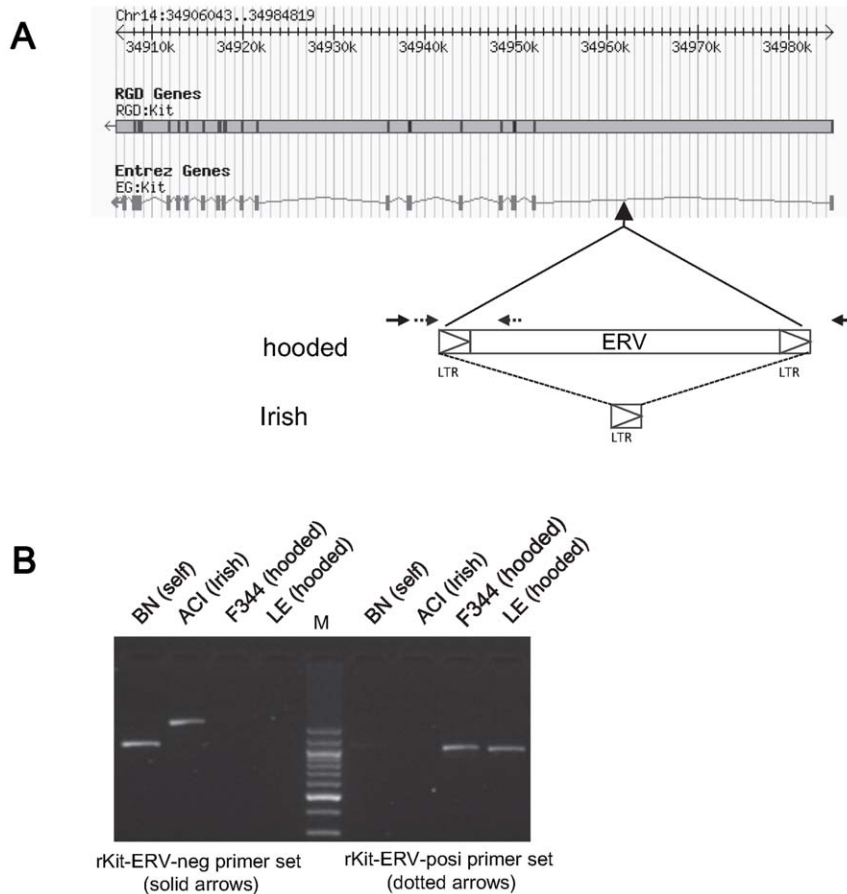 A
Chr14:34906043..34984819
34910k 34920k 34930k 34940k 34950k 34960k 34970k 34980k
RGD Genes
RGD:Kit
Entrez Genes
EG:Kit
hooded
ERV
LTR LTR
Irish
LTR
B
BN (self) ACI (Irish) F344 (hooded) LE (hooded) M BN (self) ACI (Irish) F344 (hooded) LE (hooded)
rKit-ERV-neg primer set rKit-ERV-posi primer set
(solid arrows) (dotted arrows)